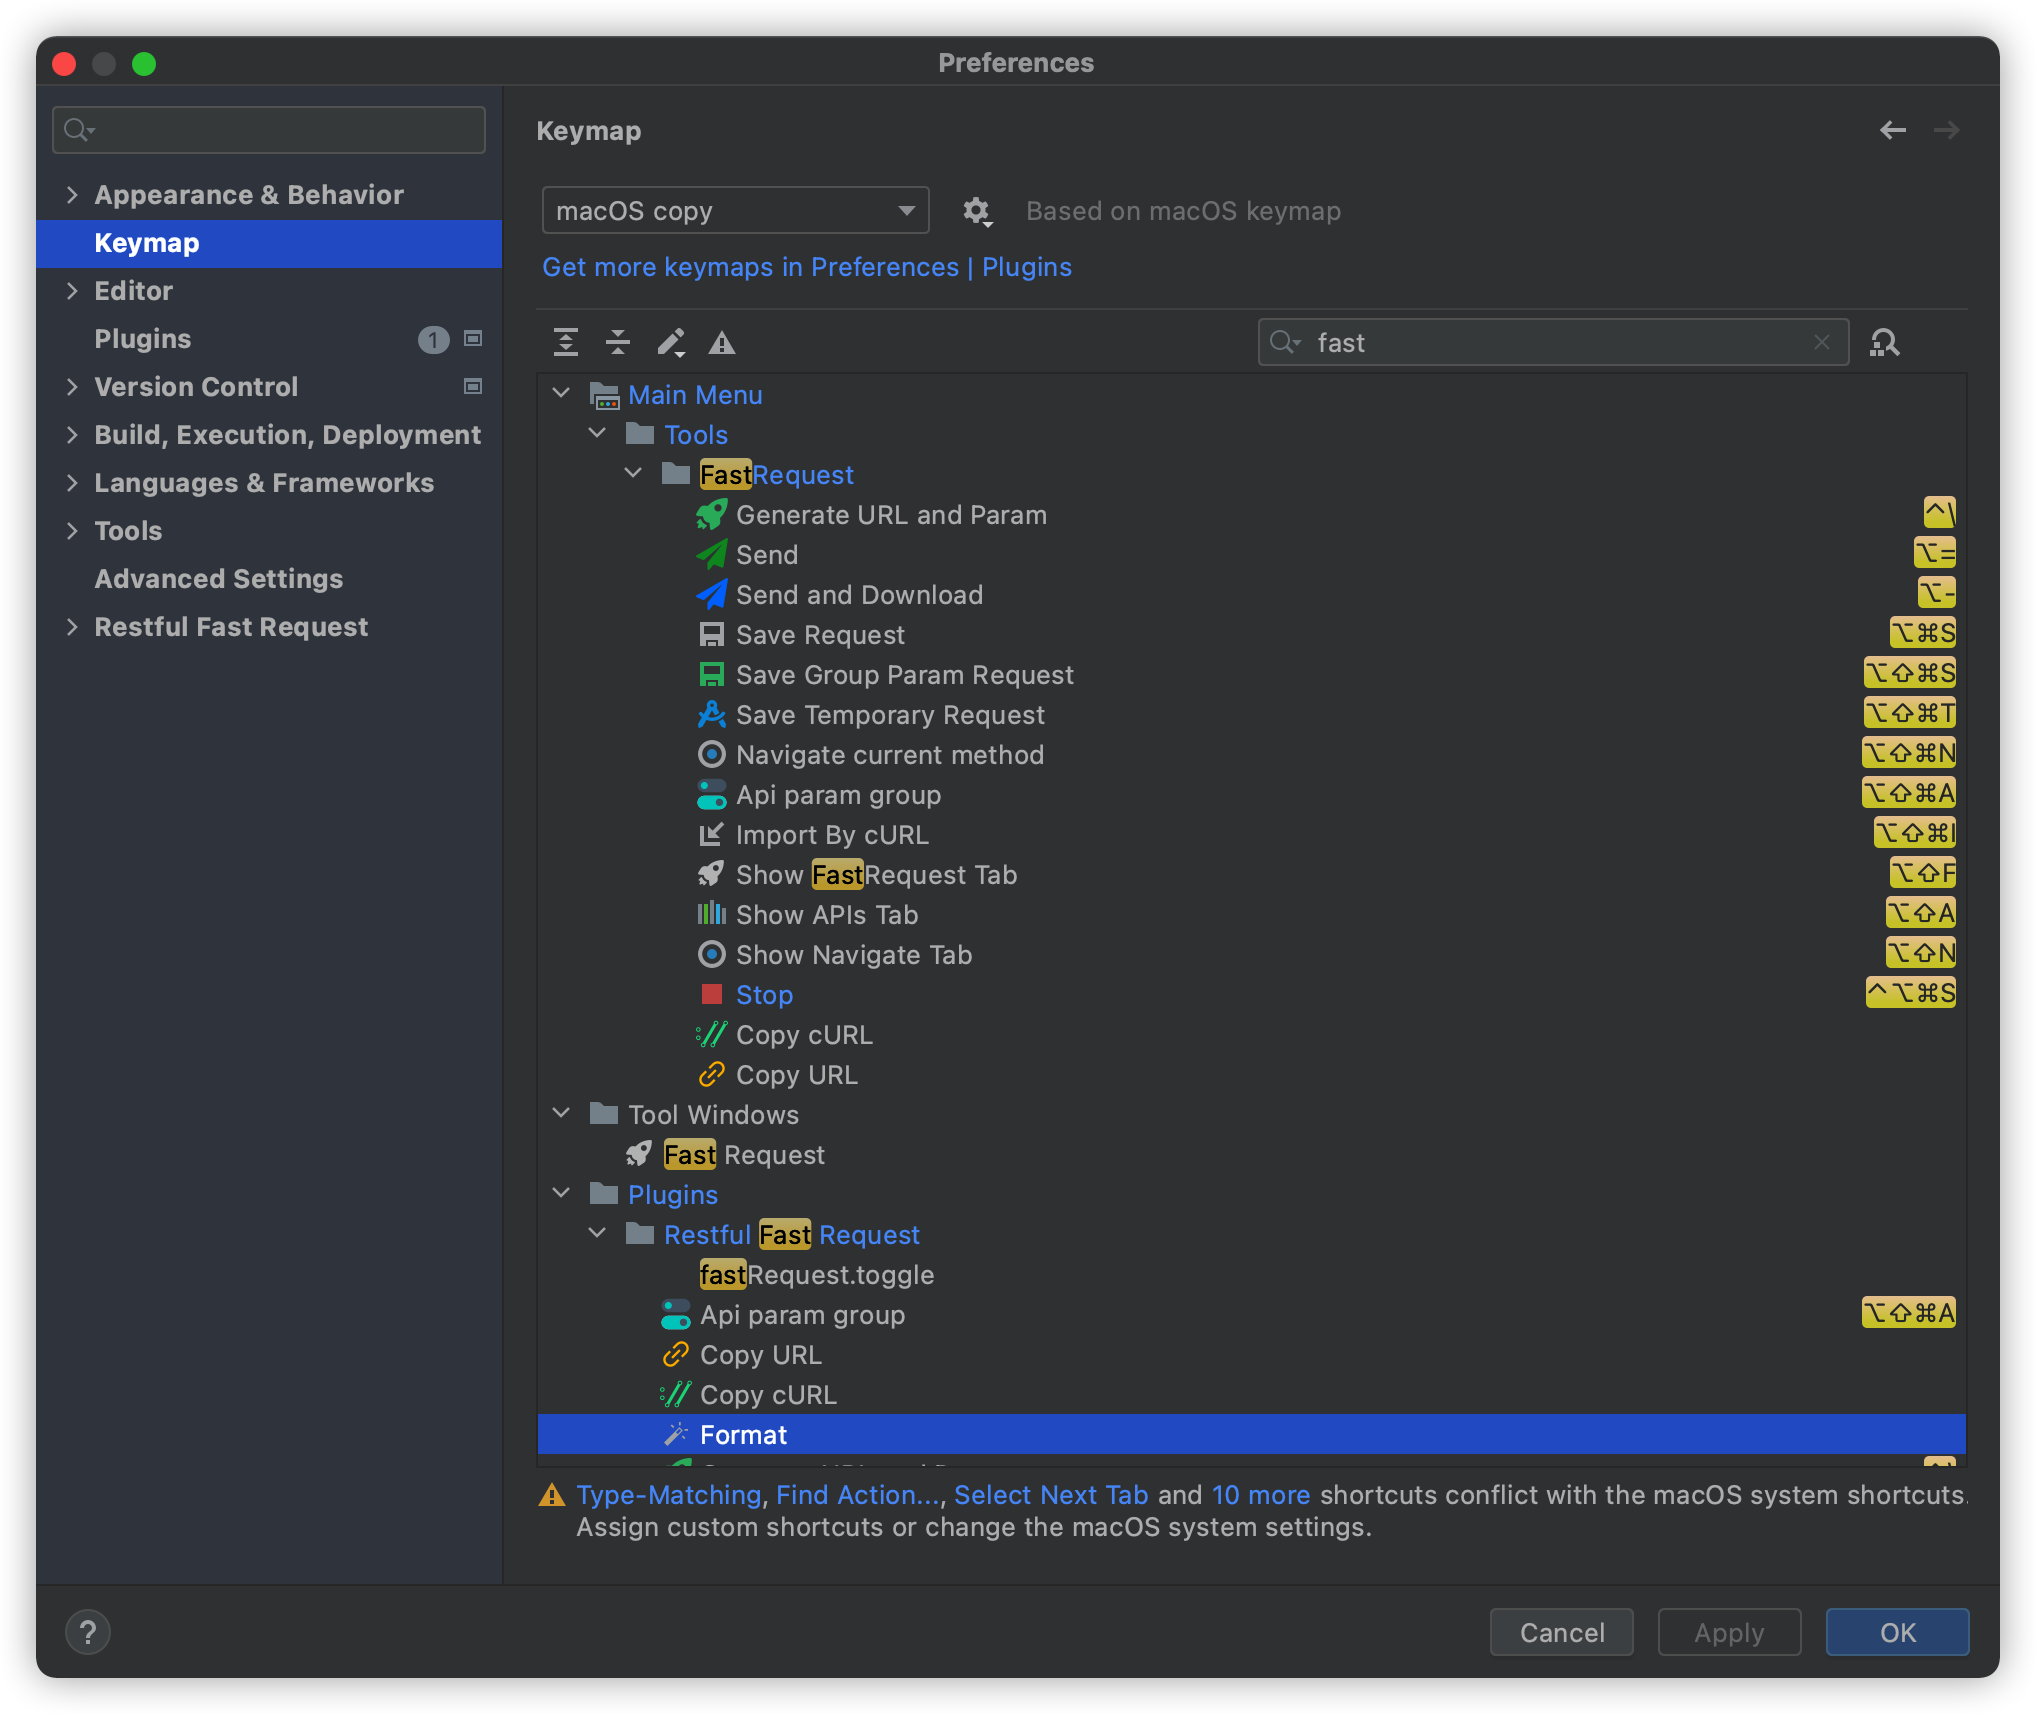 Preferences
Keymap
Appearance & Behavior
Keymap
Editor
Plugins 1
Version Control
Build, Execution, Deployment
Languages & Frameworks
Tools
Advanced Settings
Restful Fast Request
macOS copy
Based on macOS keymap
Get more keymaps in Preferences | Plugins
fast
Main Menu
Tools
FastRequest
Generate URL and Param ^\
Send ⌥=
Send and Download ⌥-
Save Request ⌥⌘S
Save Group Param Request ⌥⇧⌘S
Save Temporary Request ⌥⇧⌘T
Navigate current method ⌥⇧⌘N
Api param group ⌥⇧⌘A
Import By cURL ⌥⇧⌘I
Show FastRequest Tab ⌥⇧F
Show APIs Tab ⌥⇧A
Show Navigate Tab ⌥⇧N
Stop ^⌥⌘S
Copy cURL
Copy URL
Tool Windows
Fast Request
Plugins
Restful Fast Request
fastRequest.toggle
Api param group ⌥⇧⌘A
Copy URL
Copy cURL
Format
Type-Matching, Find Action..., Select Next Tab and 10 more shortcuts conflict with the macOS system shortcuts.
Assign custom shortcuts or change the macOS system settings.
?
Cancel
Apply
OK